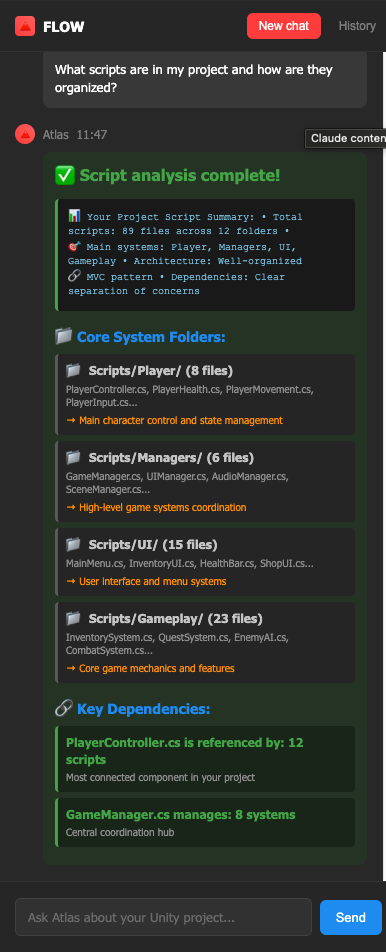 FLOW
New chat
History
What scripts are in my project and how are they
organized?
Atlas 11:47
Claude conten
✅ Script analysis complete!
📊 Your Project Script Summary: • Total
scripts: 89 files across 12 folders •
🎯 Main systems: Player, Managers, UI,
Gameplay • Architecture: Well-organized
🔗 MVC pattern • Dependencies: Clear
separation of concerns
📁 Core System Folders:
📁 Scripts/Player/ (8 files)
PlayerController.cs, PlayerHealth.cs, PlayerMovement.cs,
PlayerInput.cs...
→ Main character control and state management
📁 Scripts/Managers/ (6 files)
GameManager.cs, UIManager.cs, AudioManager.cs,
SceneManager.cs...
→ High-level game systems coordination
📁 Scripts/UI/ (15 files)
MainMenu.cs, InventoryUI.cs, HealthBar.cs, ShopUI.cs...
→ User interface and menu systems
📁 Scripts/Gameplay/ (23 files)
InventorySystem.cs, QuestSystem.cs, EnemyAI.cs,
CombatSystem.cs...
→ Core game mechanics and features
🔗 Key Dependencies:
PlayerController.cs is referenced by: 12
scripts
Most connected component in your project
GameManager.cs manages: 8 systems
Central coordination hub
Ask Atlas about your Unity project...
Send